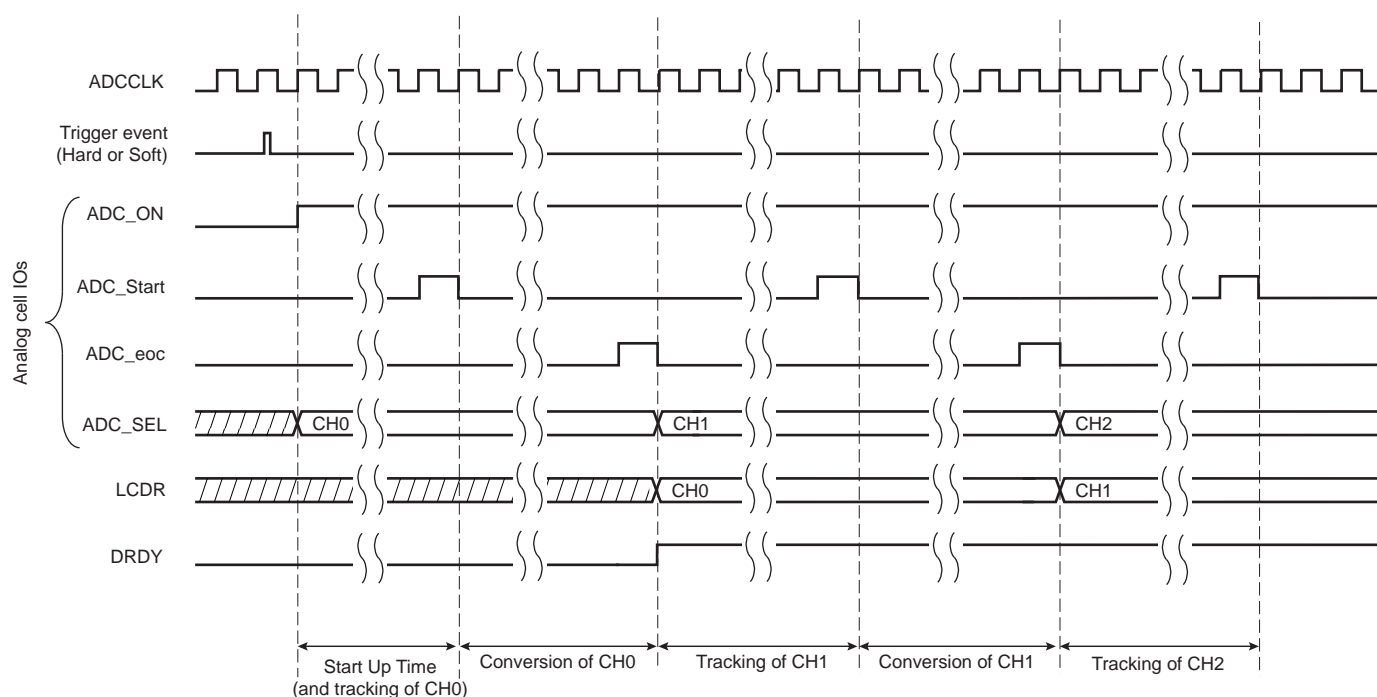 ADCCLK
Trigger event
(Hard or Soft)
Analog cell IOs
ADC_ON
ADC_Start
ADC_eoc
ADC_SEL
CH0
CH1
CH2
LCDR
CH0
CH1
DRDY
Start Up Time
(and tracking of CH0)
Conversion of CH0
Tracking of CH1
Conversion of CH1
Tracking of CH2